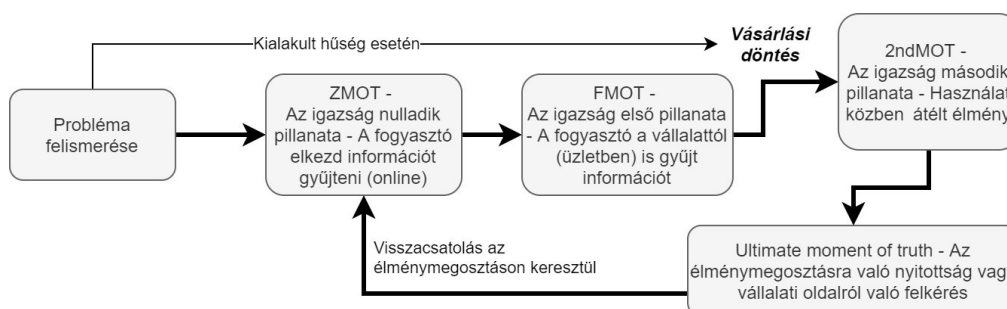 Kialakult hűség esetén
Vásárlási
döntés
Probléma
felismerése
ZMOT -
Az igazság nulladik
pillanata - A fogyasztó
elkezd információt
gyűjteni (online)
FMOT -
Az igazság első pillanata
- A fogyasztó a vállalattól
(üzletben) is gyűjt
információt
2ndMOT -
Az igazság második
pillanata - Használat
közben átélt élmény
Ultimate moment of truth - Az
élménymegosztásra való nyitottság vag
vállalati oldalról való felkérés
Visszacsatolás az
élménymegosztáson keresztül